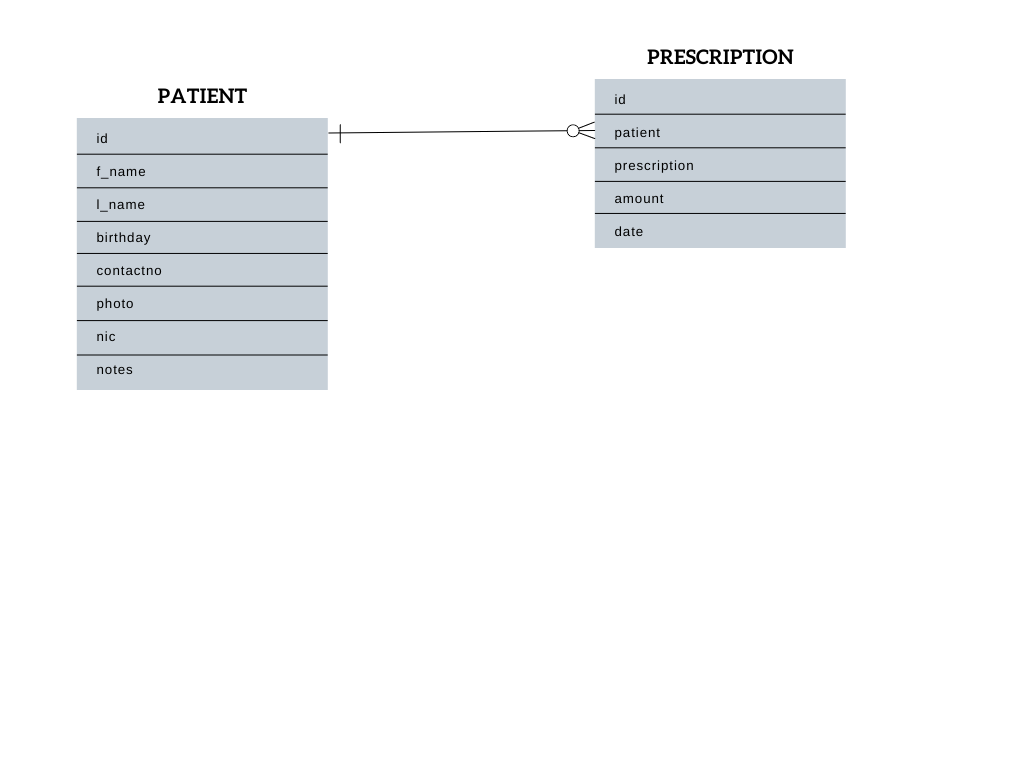 PATIENT
id
f_name
l_name
birthday
contactno
photo
nic
notes
PRESCRIPTION
id
patient
prescription
amount
date